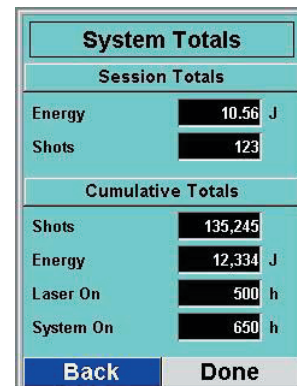 System Totals
Session Totals
Energy 10.56 J
Shots 123
Cumulative Totals
Shots 135,245
Energy 12,334 J
Laser On 500 h
System On 650 h
Back Done